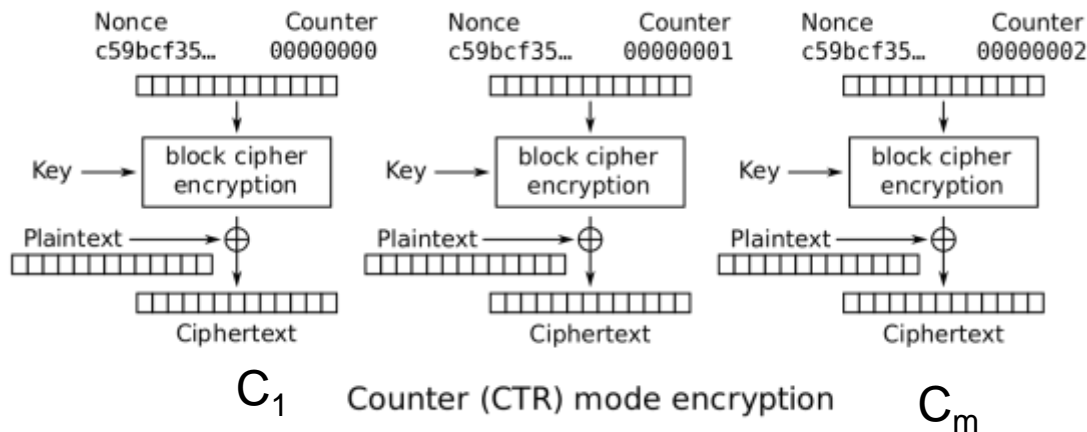 Nonce Counter Nonce Counter Nonce Counter
c59bcf35… 00000000 c59bcf35… 00000001 c59bcf35… 00000002
Key block cipher encryption Key block cipher encryption Key block cipher encryption
Plaintext Plaintext Plaintext
Ciphertext Ciphertext Ciphertext
C1 Counter (CTR) mode encryption Cm